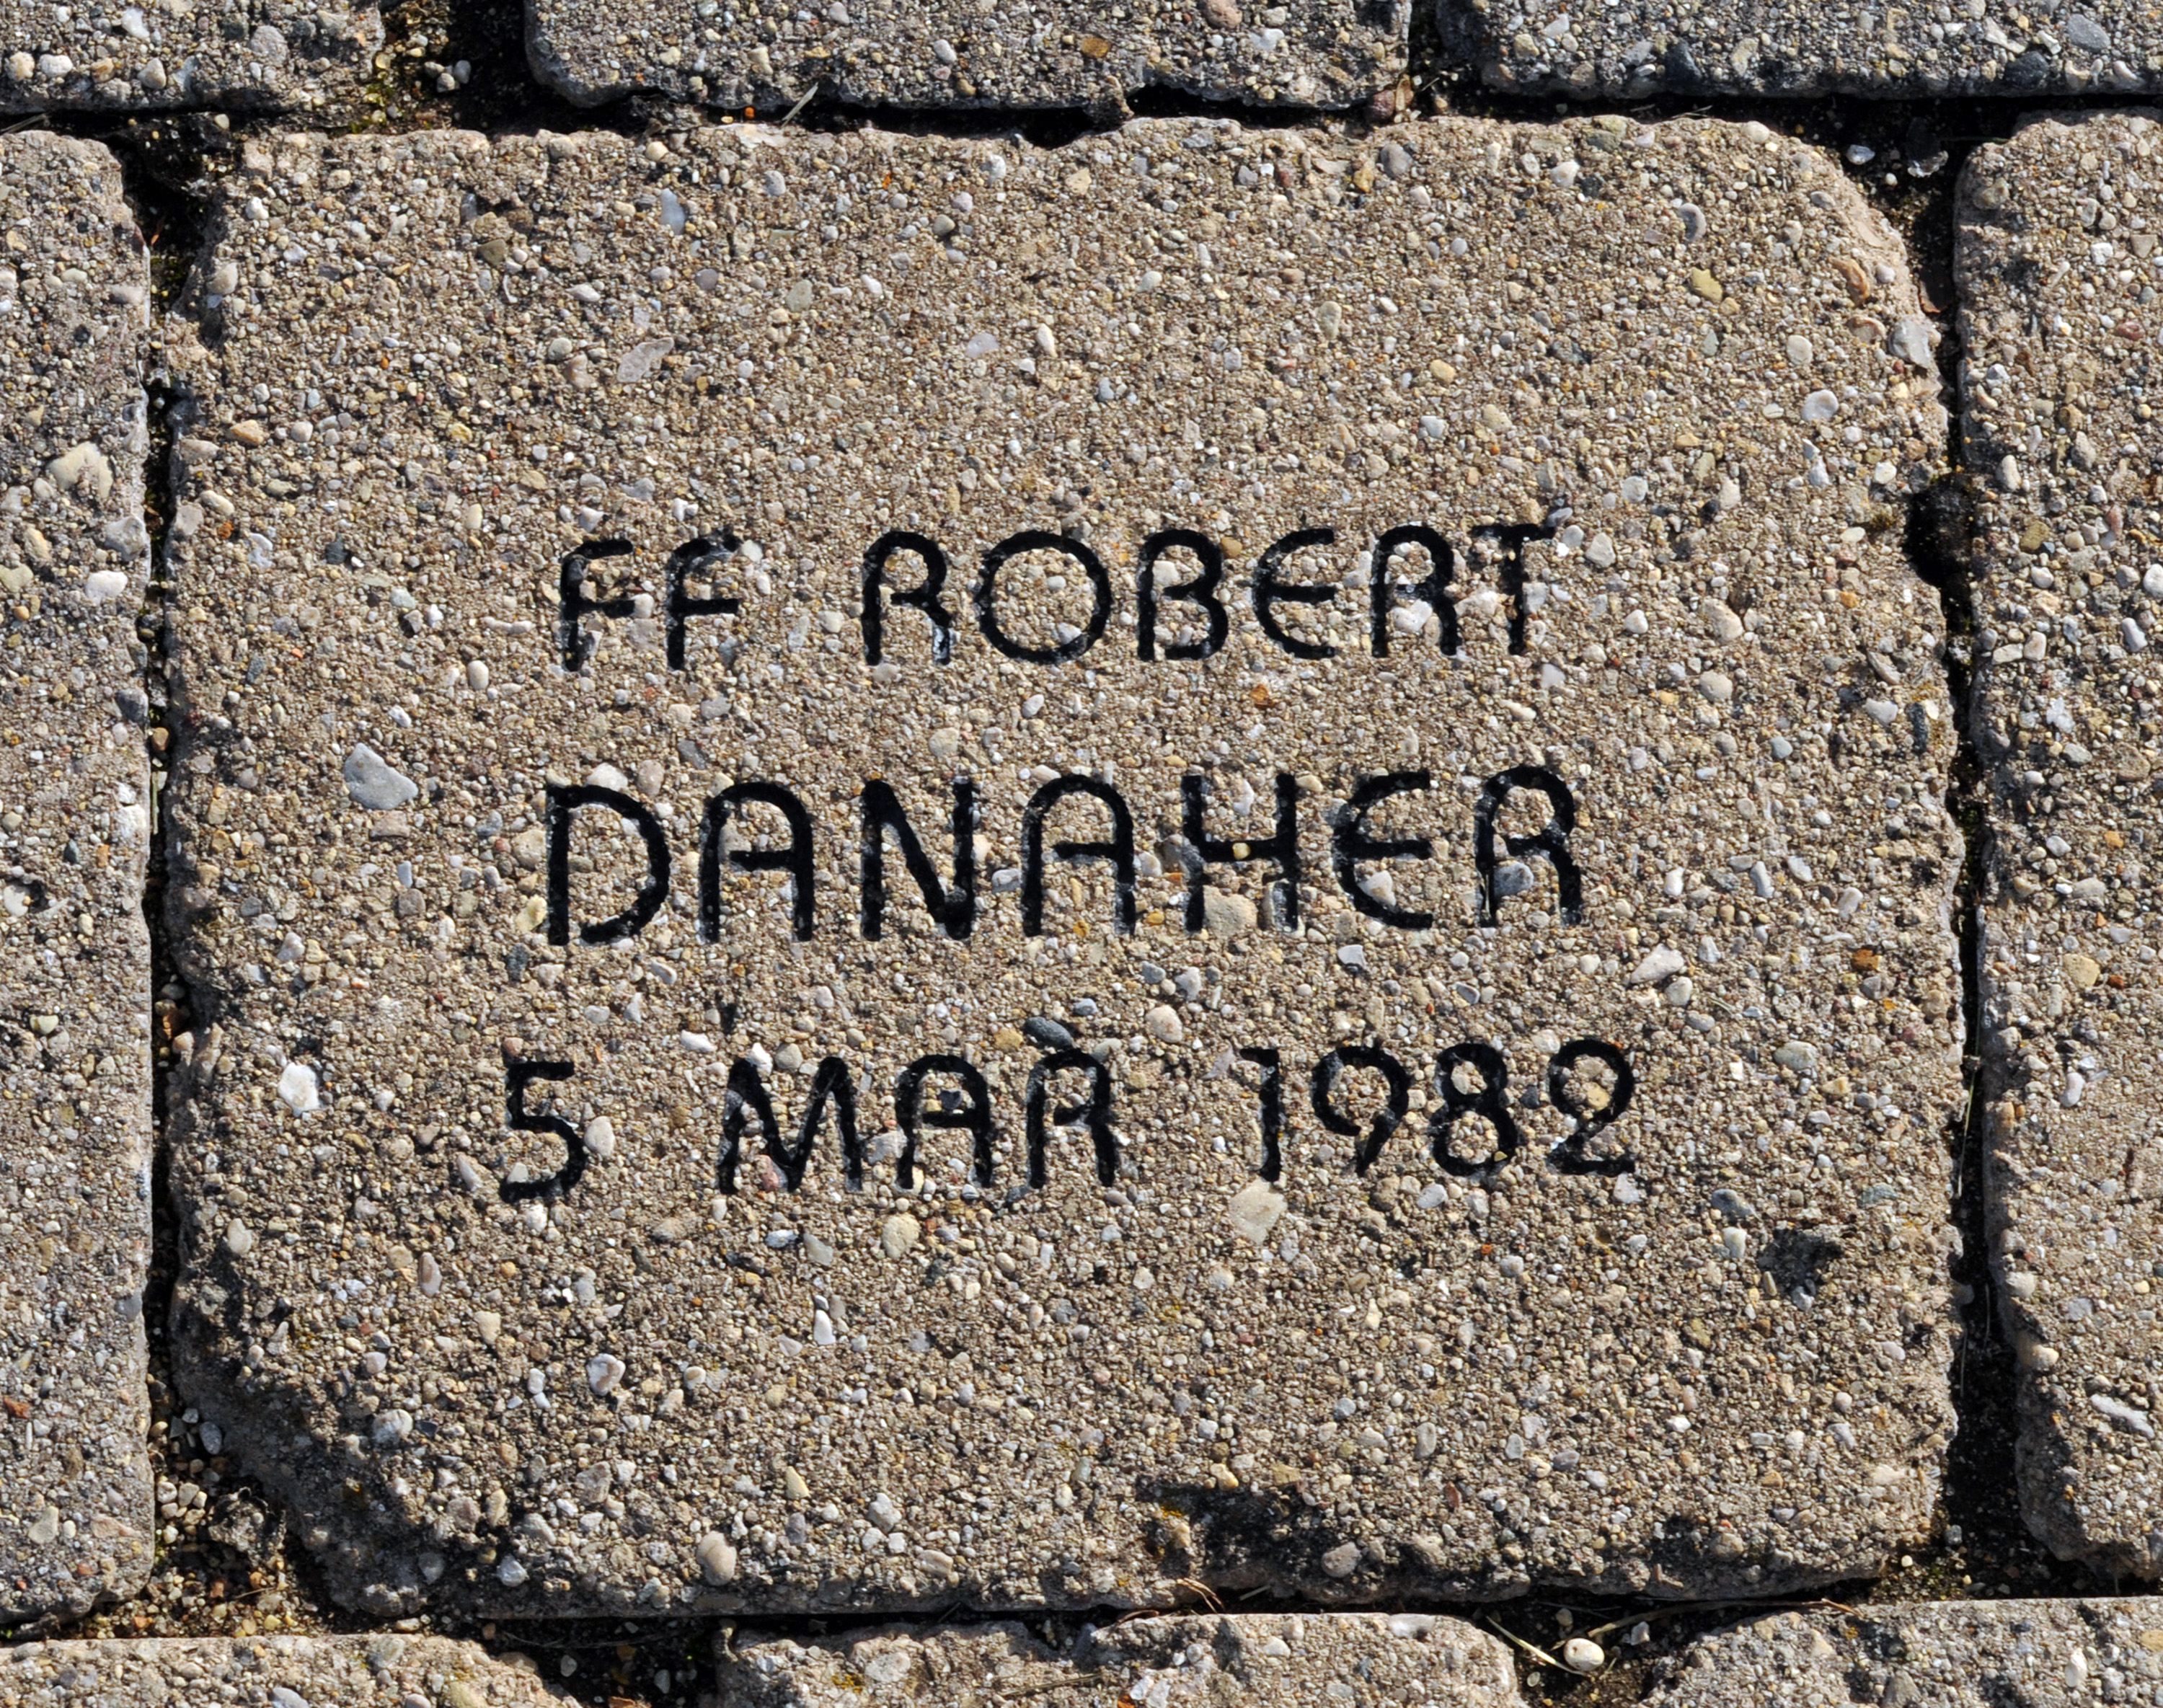 FF ROBERT
DANAHER
5 MAR 1982